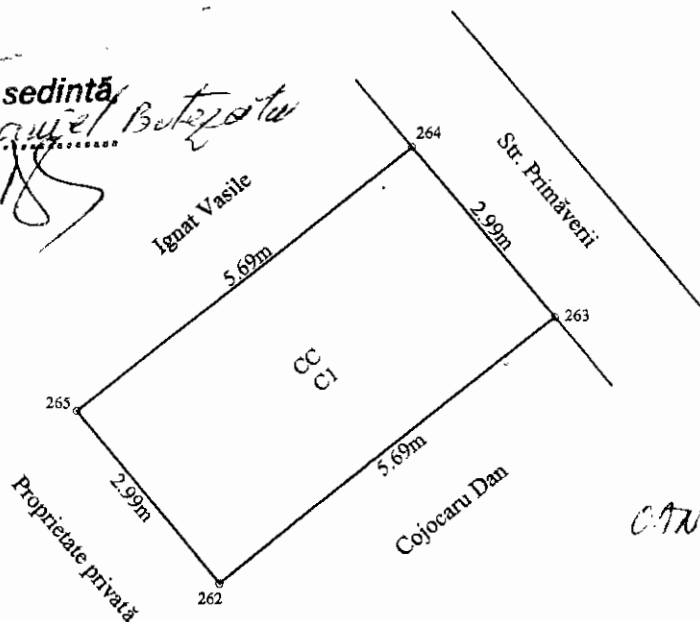 sedintă
264
Str. Primăverii
Ignat Vasile
2.99m
5.69m
263
CC
C1
265
5.69m
2.99m
Cojocaru Dan
Proprietate privată
262